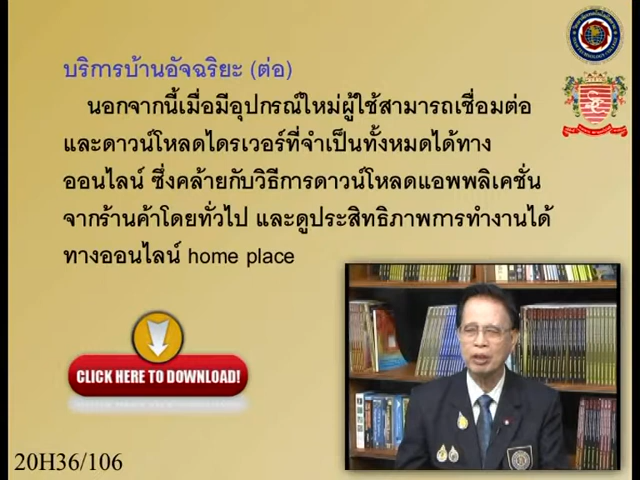 บริการบ้านอัจฉริยะ (ต่อ)
นอกจากนี้เมื่อมีอุปกรณ์ใหม่ผู้ใช้สามารถเชื่อมต่อ
และดาวน์โหลดไดรเวอร์ที่จำเป็นทั้งหมดได้ทาง
ออนไลน์ ซึ่งคล้ายกับวิธีการดาวน์โหลดแอพพลิเคชั่น
จากร้านค้าโดยทั่วไป และดูประสิทธิภาพการทำงานได้
ทางออนไลน์ home place
CLICK HERE TO DOWNLOAD!
20H36/106